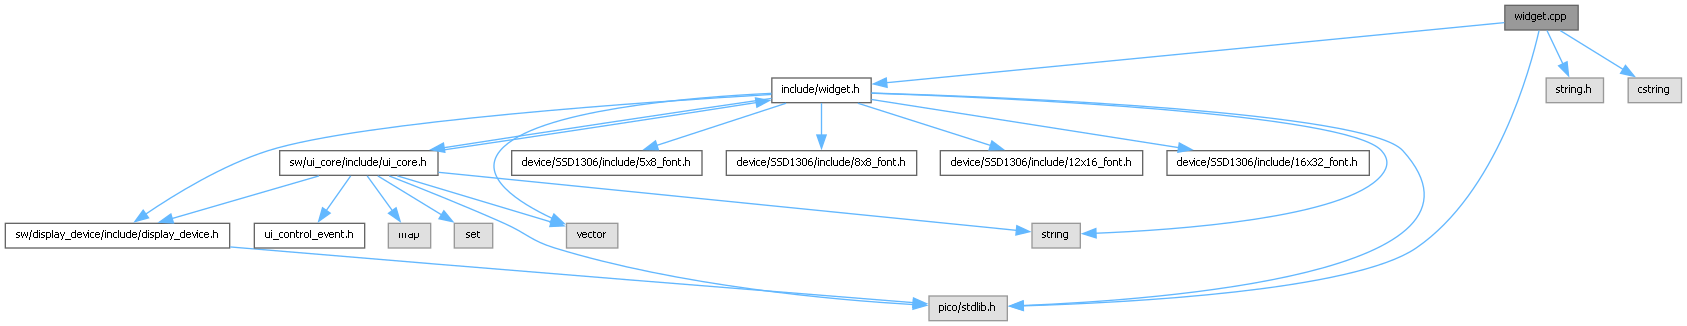 widget.cpp
include/widget.h
string.h
cstring
sw/ui_core/include/ui_core.h
device/SSD1306/include/5x8_font.h
device/SSD1306/include/8x8_font.h
device/SSD1306/include/12x16_font.h
device/SSD1306/include/16x32_font.h
sw/display_device/include/display_device.h
ui_control_event.h
map
set
vector
string
pico/stdlib.h